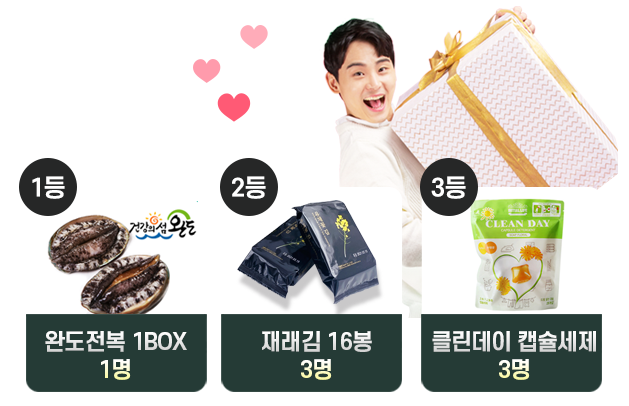 1등
건강의섬 완도
완도전복 1BOX
1명
2등
재래김 16봉
3명
3등
CLEAN DAY
클린데이 캡슐세제
3명